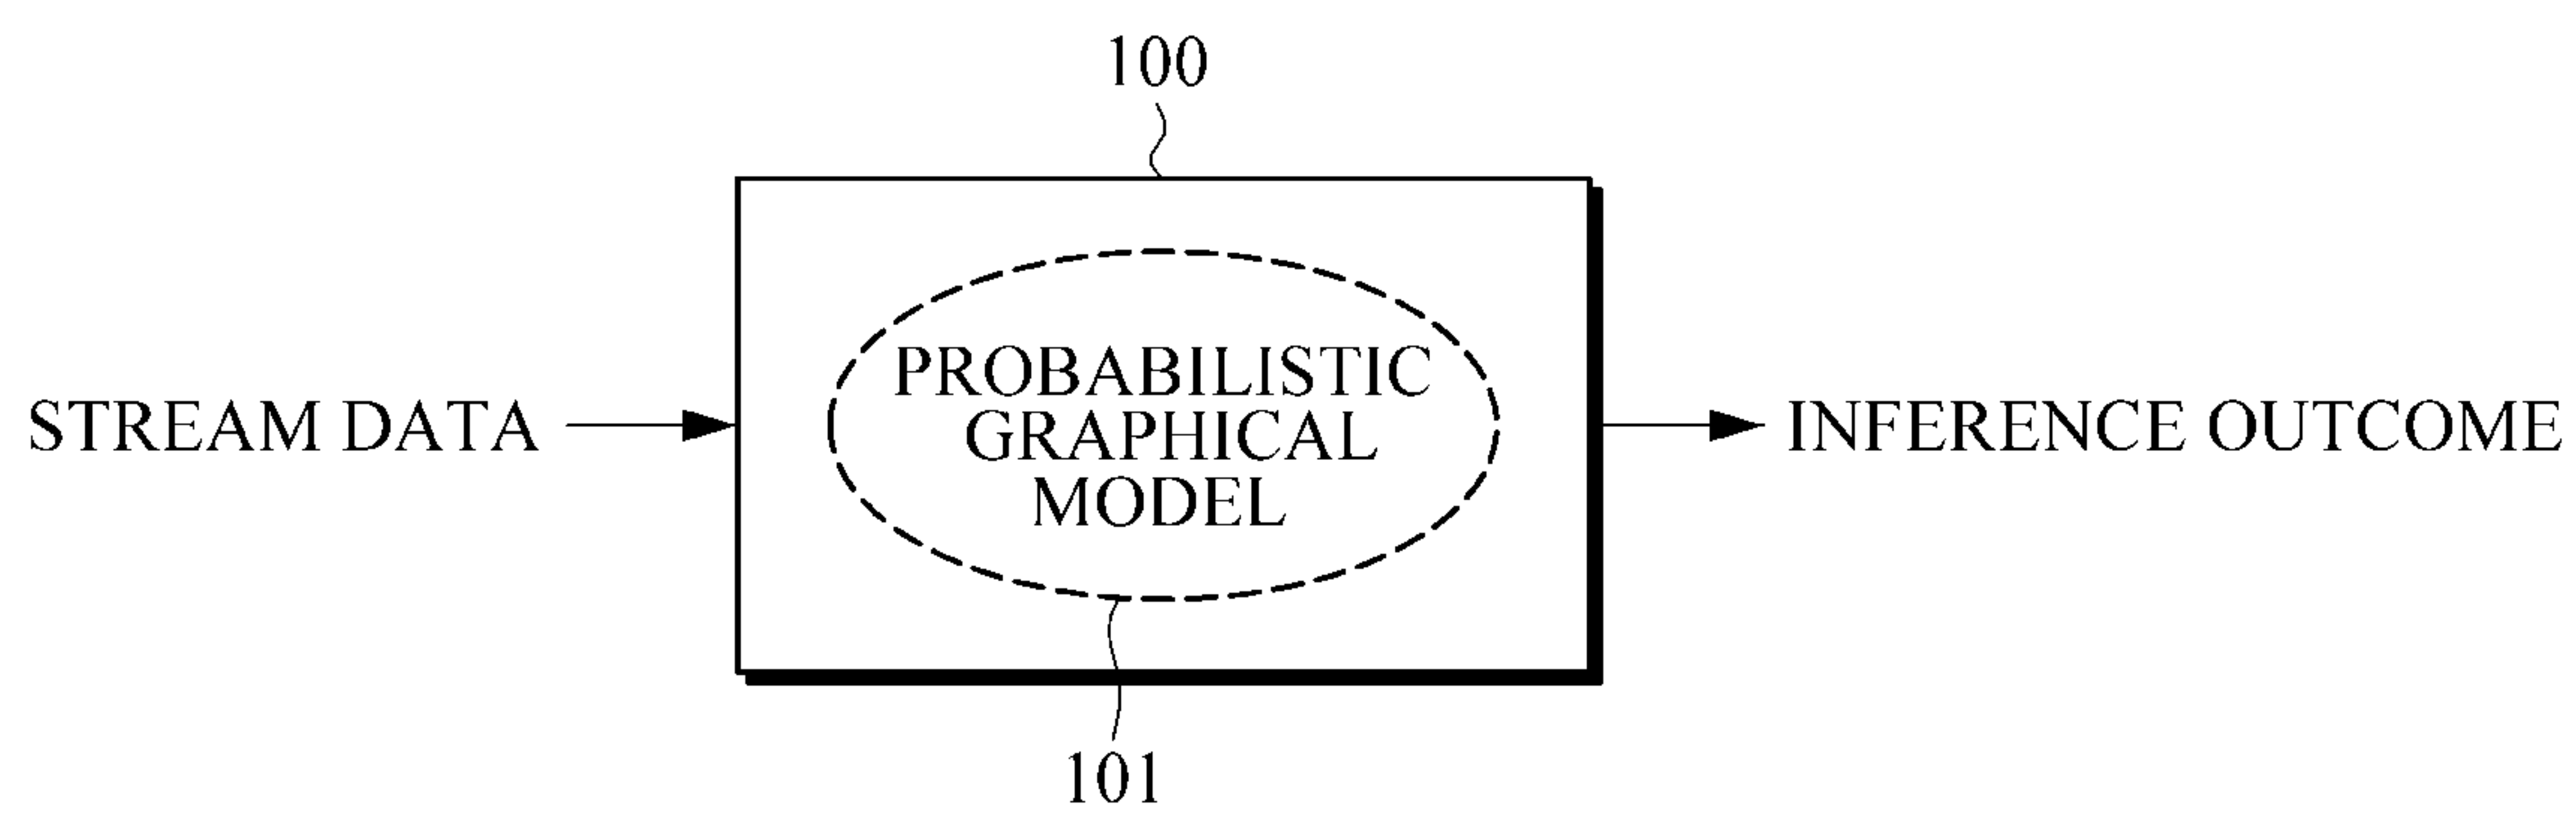 100
STREAM DATA
PROBABILISTIC
GRAPHICAL
MODEL
INFERENCE OUTCOME
101